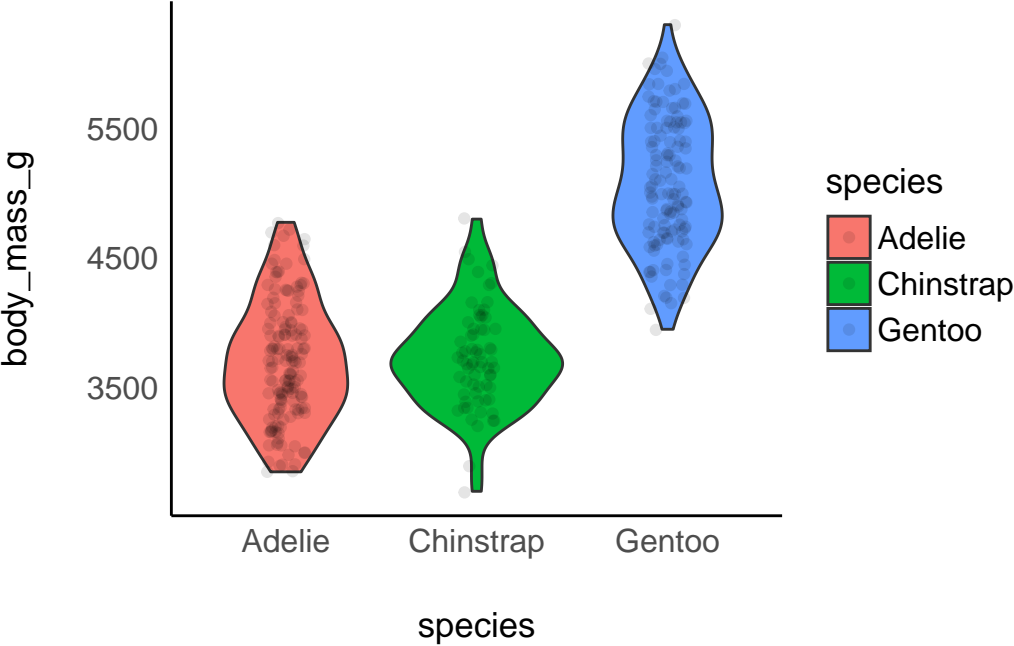 body_mass_g
5500
4500
3500
Adelie
Chinstrap
Gentoo
species
species
Adelie
Chinstrap
Gentoo